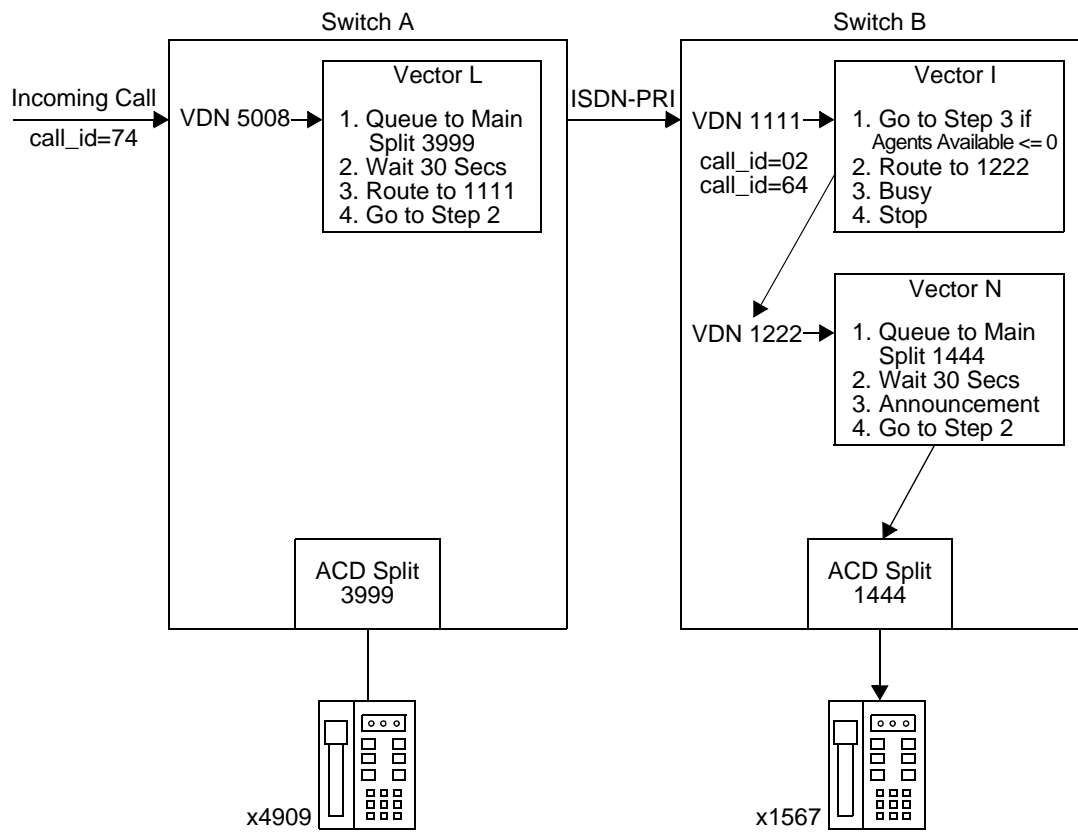 Switch A
Switch B
Incoming Call
call_id=74
VDN 5008
Vector L
1. Queue to Main
Split 3999
2. Wait 30 Secs
3. Route to 1111
4. Go to Step 2
ISDN-PRI
VDN 1111
call_id=02
call_id=64
Vector I
1. Go to Step 3 if
Agents Available <= 0
2. Route to 1222
3. Busy
4. Stop
VDN 1222
Vector N
1. Queue to Main
Split 1444
2. Wait 30 Secs
3. Announcement
4. Go to Step 2
ACD Split
3999
ACD Split
1444
x4909
x1567